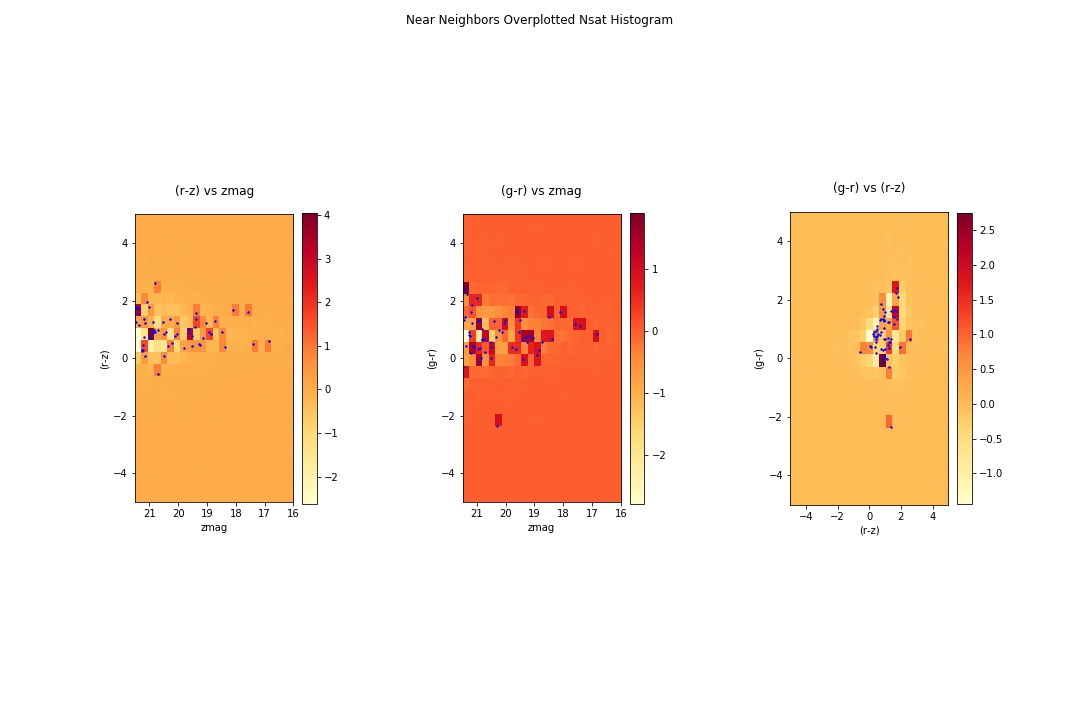 Near Neighbors Overplotted Nsat Histogram
(r-z) vs zmag
4
2
0
−2
−4
(r-z)
21 20 19 18 17 16
zmag
4
3
2
1
0
−1
−2
(g-r) vs zmag
4
2
0
−2
−4
(g-r)
21 20 19 18 17 16
zmag
1
0
−1
−2
(g-r) vs (r-z)
4
2
0
−2
−4
(g-r)
−4 −2 0 2 4
(r-z)
2.5
2.0
1.5
1.0
0.5
0.0
−0.5
−1.0